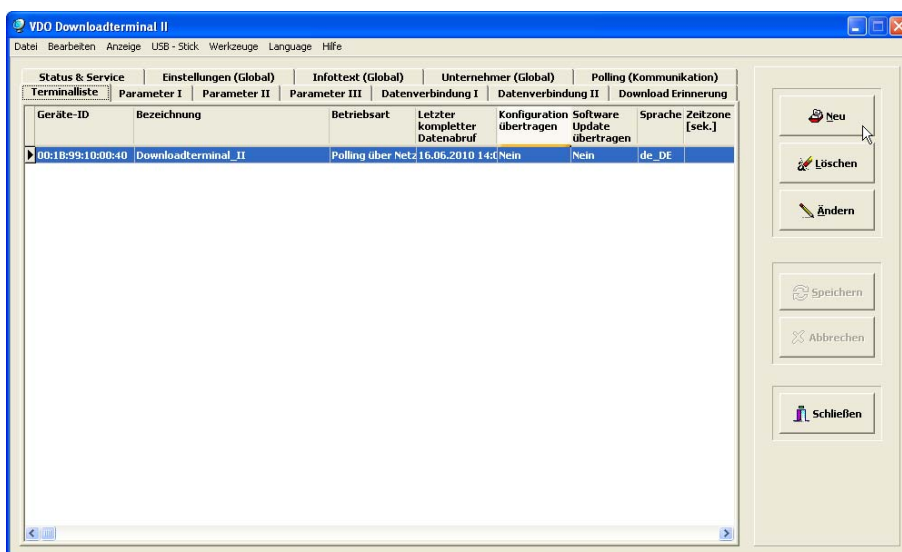 VDO Downloadterminal II
Datei Bearbeiten Anzeige USB - Stick Werkzeuge Language Hilfe
Status & Service Einstellungen (Global) Infottext (Global) Unternehmer (Global) Polling (Kommunikation)
Terminalliste Parameter I Parameter II Parameter III Datenverbindung I Datenverbindung II Download Erinnerung
Geräte-ID Bezeichnung Betriebsart Letzter Konfiguration Software Sprache Zeitzone
kompletter übertragen Update [sek.]
Datenabruf übertragen
00:1B:99:10:00:40 Downloadterminal_II Polling über Netz 16.06.2010 14:0 Nein Nein de_DE
Neu
Löschen
Ändern
Speichern
Abbrechen
Schließen